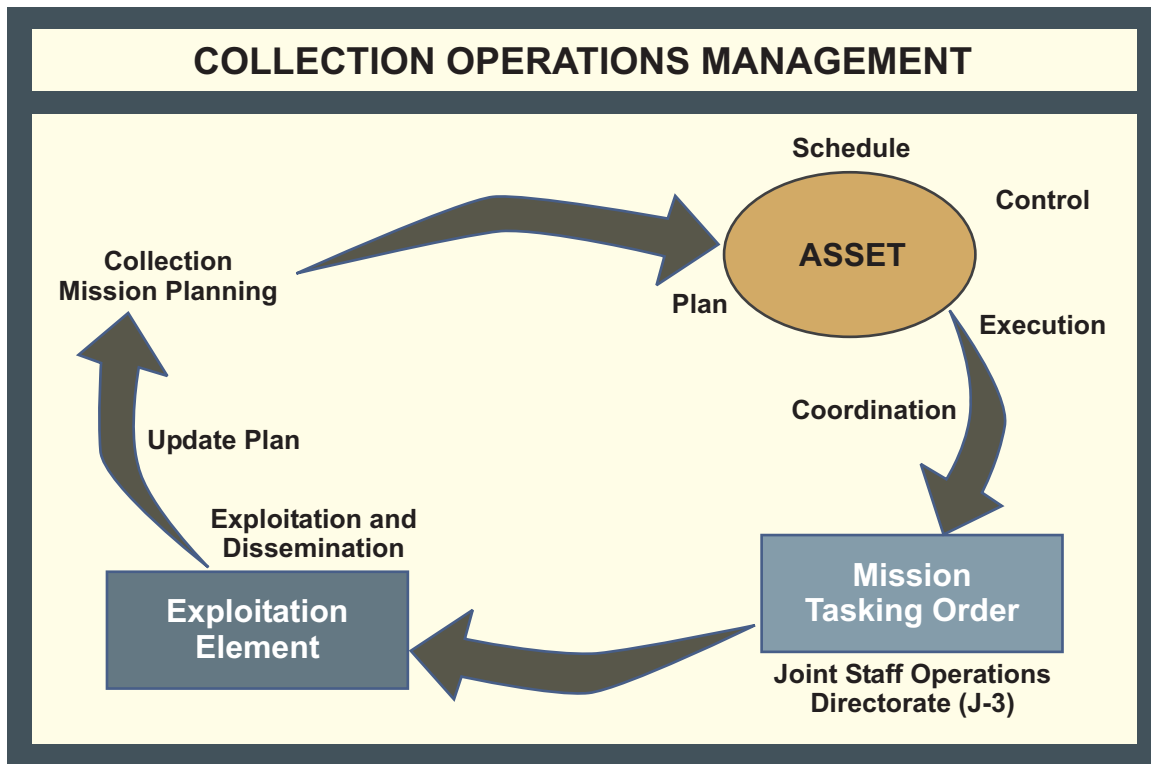 COLLECTION OPERATIONS MANAGEMENT
Schedule
Control
ASSET
Collection
Mission Planning
Plan
Execution
Coordination
Update Plan
Exploitation and
Dissemination
Mission
Tasking Order
Exploitation
Element
Joint Staff Operations
Directorate (J-3)